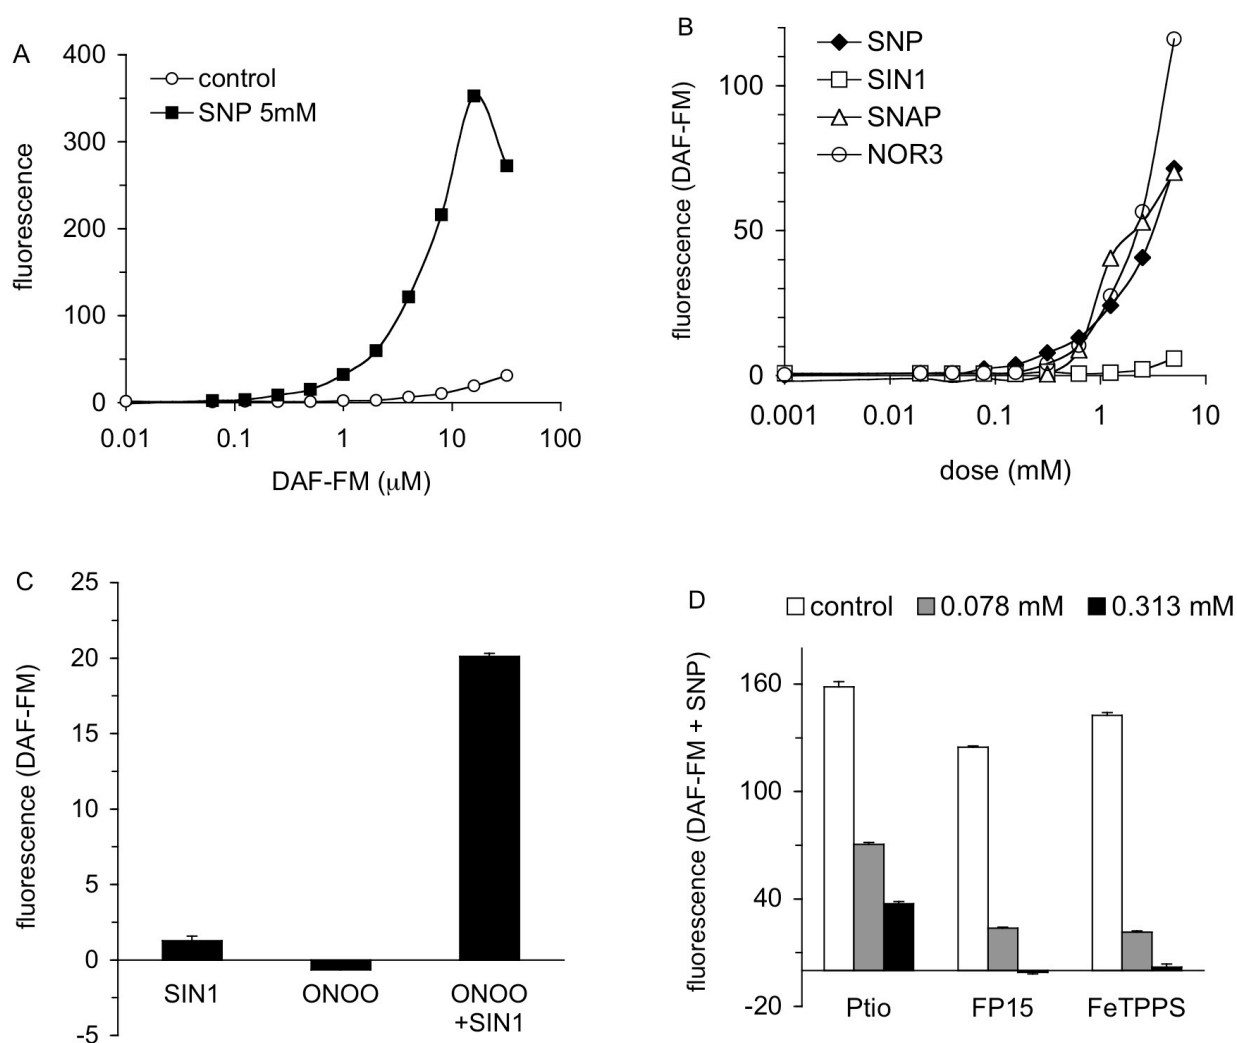 A
400
300
200
100
0
fluorescence
control
SNP 5mM
0.01 0.1 1 10 100
DAF-FM (μM)
B
100
50
0
fluorescence (DAF-FM)
SNP
SIN1
SNAP
NOR3
0.001 0.01 0.1 1 10
dose (mM)
C
25
20
15
10
5
0
-5
fluorescence (DAF-FM)
SIN1 ONOO ONOO
+SIN1
D
control 0.078 mM 0.313 mM
160
100
40
-20
fluorescence (DAF-FM + SNP)
Ptio FP15 FeTPPS